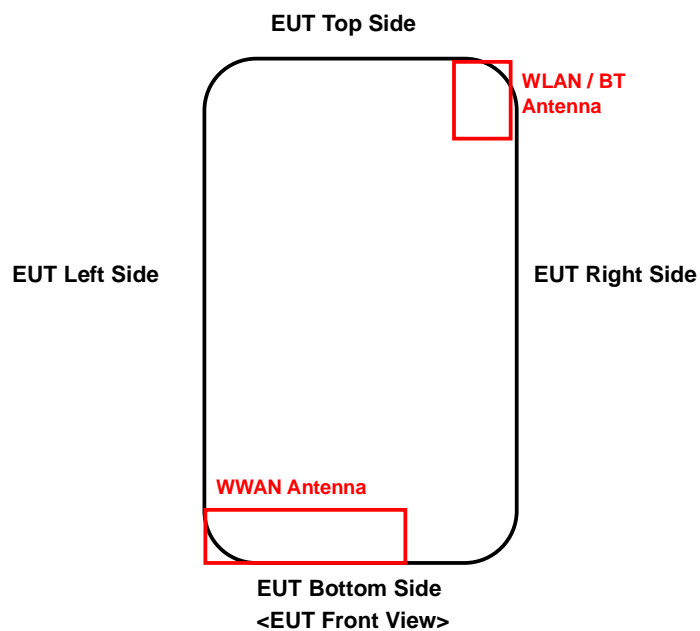 EUT Top Side
WLAN / BT
Antenna
EUT Left Side
EUT Right Side
WWAN Antenna
EUT Bottom Side
<EUT Front View>